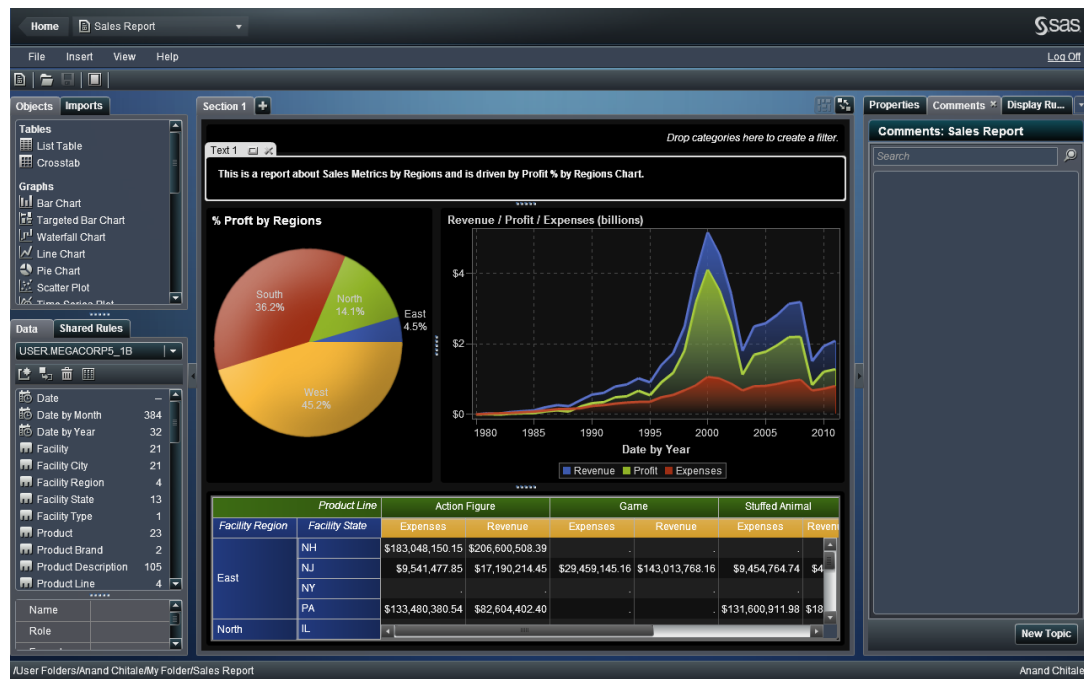 Home Sales Report
sas
File Insert View Help
Log Off
Objects Imports
Tables
List Table
Crosstab
Graphs
Bar Chart
Targeted Bar Chart
Waterfall Chart
Line Chart
Pie Chart
Scatter Plot
Time Series Plot
Data Shared Rules
USER.MEGACORP5_1B
Date –
Date by Month 384
Date by Year 32
Facility 21
Facility City 21
Facility Region 4
Facility State 13
Facility Type 1
Product 23
Product Brand 2
Product Description 105
Product Line 4
Name
Role
Section 1
Drop categories here to create a filter.
Text 1
This is a report about Sales Metrics by Regions and is driven by Profit % by Regions Chart.
% Proft by Regions
South
36.2%
North
14.1%
East
4.5%
West
45.2%
Revenue / Profit / Expenses (billions)
$4
$2
$0
1980 1985 1990 1995 2000 2005 2010
Date by Year
Revenue Profit Expenses
Product Line Action Figure Game Stuffed Animal
Facility Region Facility State Expenses Revenue Expenses Revenue Expenses Reven
East
NH $183,048,150.15 $206,600,508.39 . . .
NJ $9,541,477.85 $17,190,214.45 $29,459,145.16 $143,013,768.16 $9,454,764.74 $4
NY . . . . .
PA $133,480,380.54 $82,604,402.40 . . $131,600,911.98 $18
North IL
Properties Comments × Display Ru...
Comments: Sales Report
Search
New Topic
/User Folders/Anand Chitale/My Folder/Sales Report
Anand Chitale